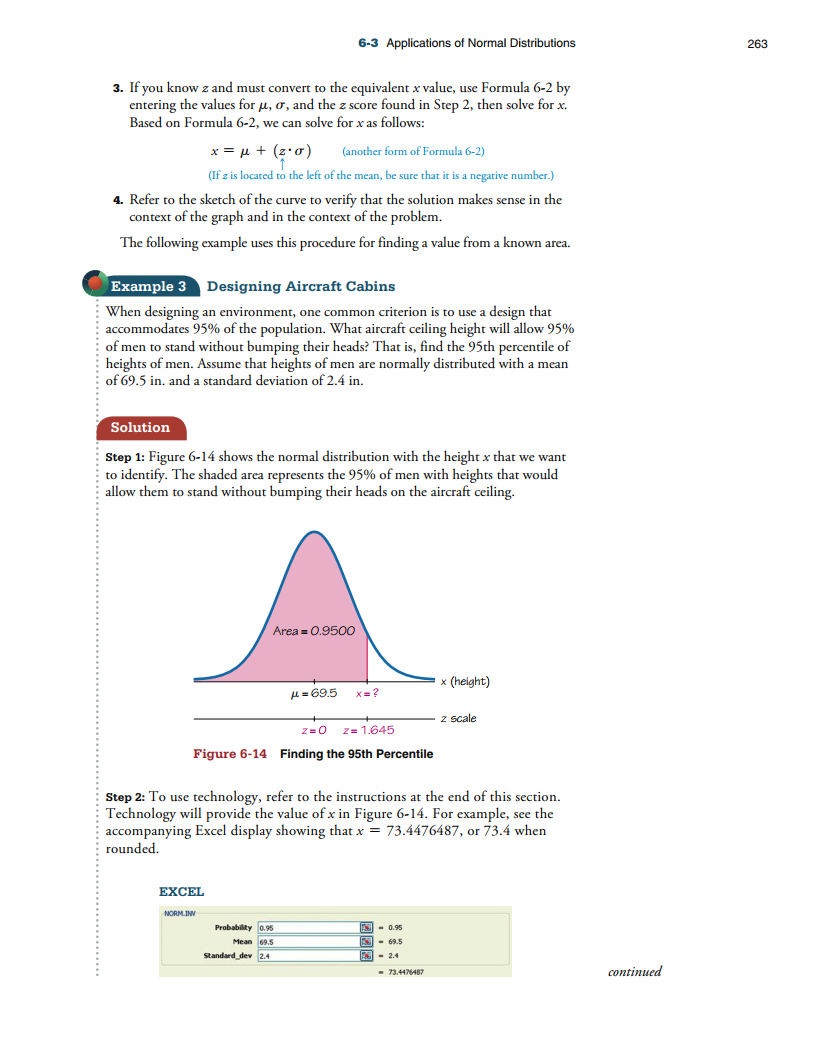 6-3 Applications of Normal Distributions 263
3. If you know z and must convert to the equivalent x value, use Formula 6-2 by
entering the values for μ, σ, and the z score found in Step 2, then solve for x.
Based on Formula 6-2, we can solve for x as follows:
x = μ + (z · σ) (another form of Formula 6-2)
↑
(If z is located to the left of the mean, be sure that it is a negative number.)
4. Refer to the sketch of the curve to verify that the solution makes sense in the
context of the graph and in the context of the problem.
The following example uses this procedure for finding a value from a known area.
Example 3 Designing Aircraft Cabins
When designing an environment, one common criterion is to use a design that
accommodates 95% of the population. What aircraft ceiling height will allow 95%
of men to stand without bumping their heads? That is, find the 95th percentile of
heights of men. Assume that heights of men are normally distributed with a mean
of 69.5 in. and a standard deviation of 2.4 in.
Solution
Step 1: Figure 6-14 shows the normal distribution with the height x that we want
to identify. The shaded area represents the 95% of men with heights that would
allow them to stand without bumping their heads on the aircraft ceiling.
Area = 0.9500
x (height)
μ = 69.5 x = ?
z scale
z = 0 z = 1.645
Figure 6-14 Finding the 95th Percentile
Step 2: To use technology, refer to the instructions at the end of this section.
Technology will provide the value of x in Figure 6-14. For example, see the
accompanying Excel display showing that x = 73.4476487, or 73.4 when
rounded.
EXCEL
NORM.INV
Probability 0.95 = 0.95
Mean 69.5 = 69.5
Standard_dev 2.4 = 2.4
= 73.4476487
continued